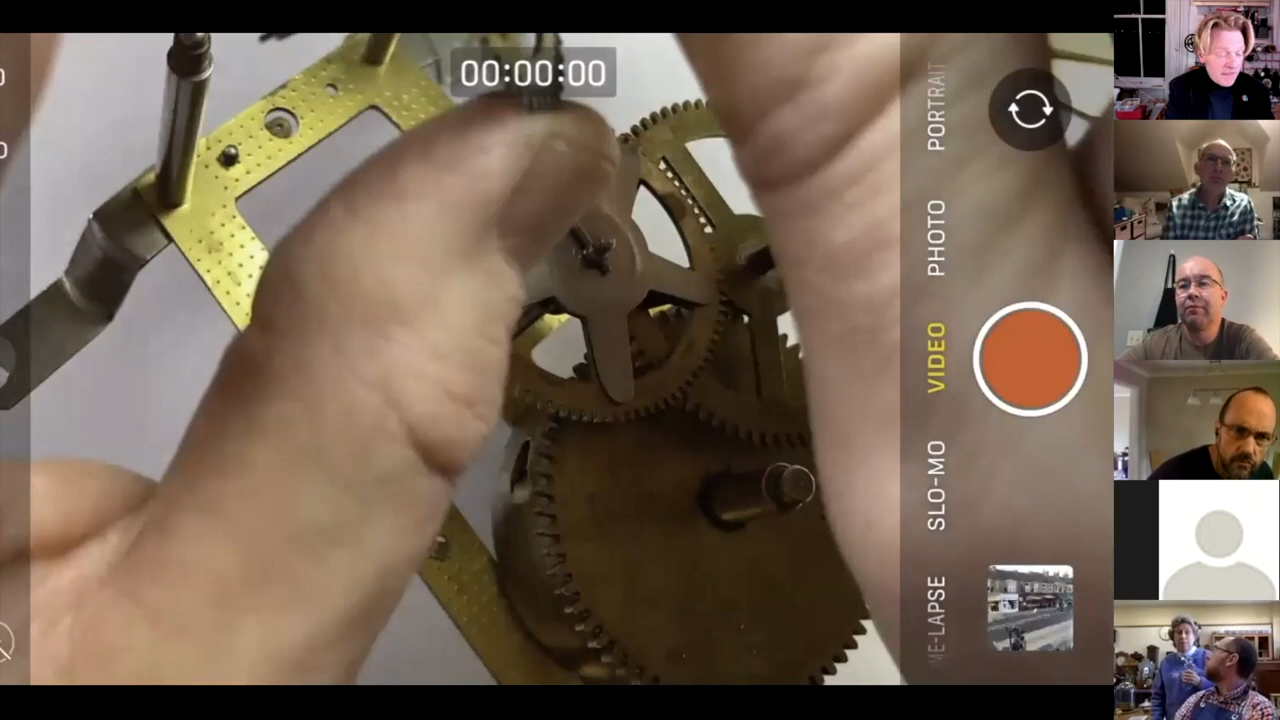 00:00:00
PORTRAIT
PHOTO
VIDEO
SLO-MO
ME-LAPSE